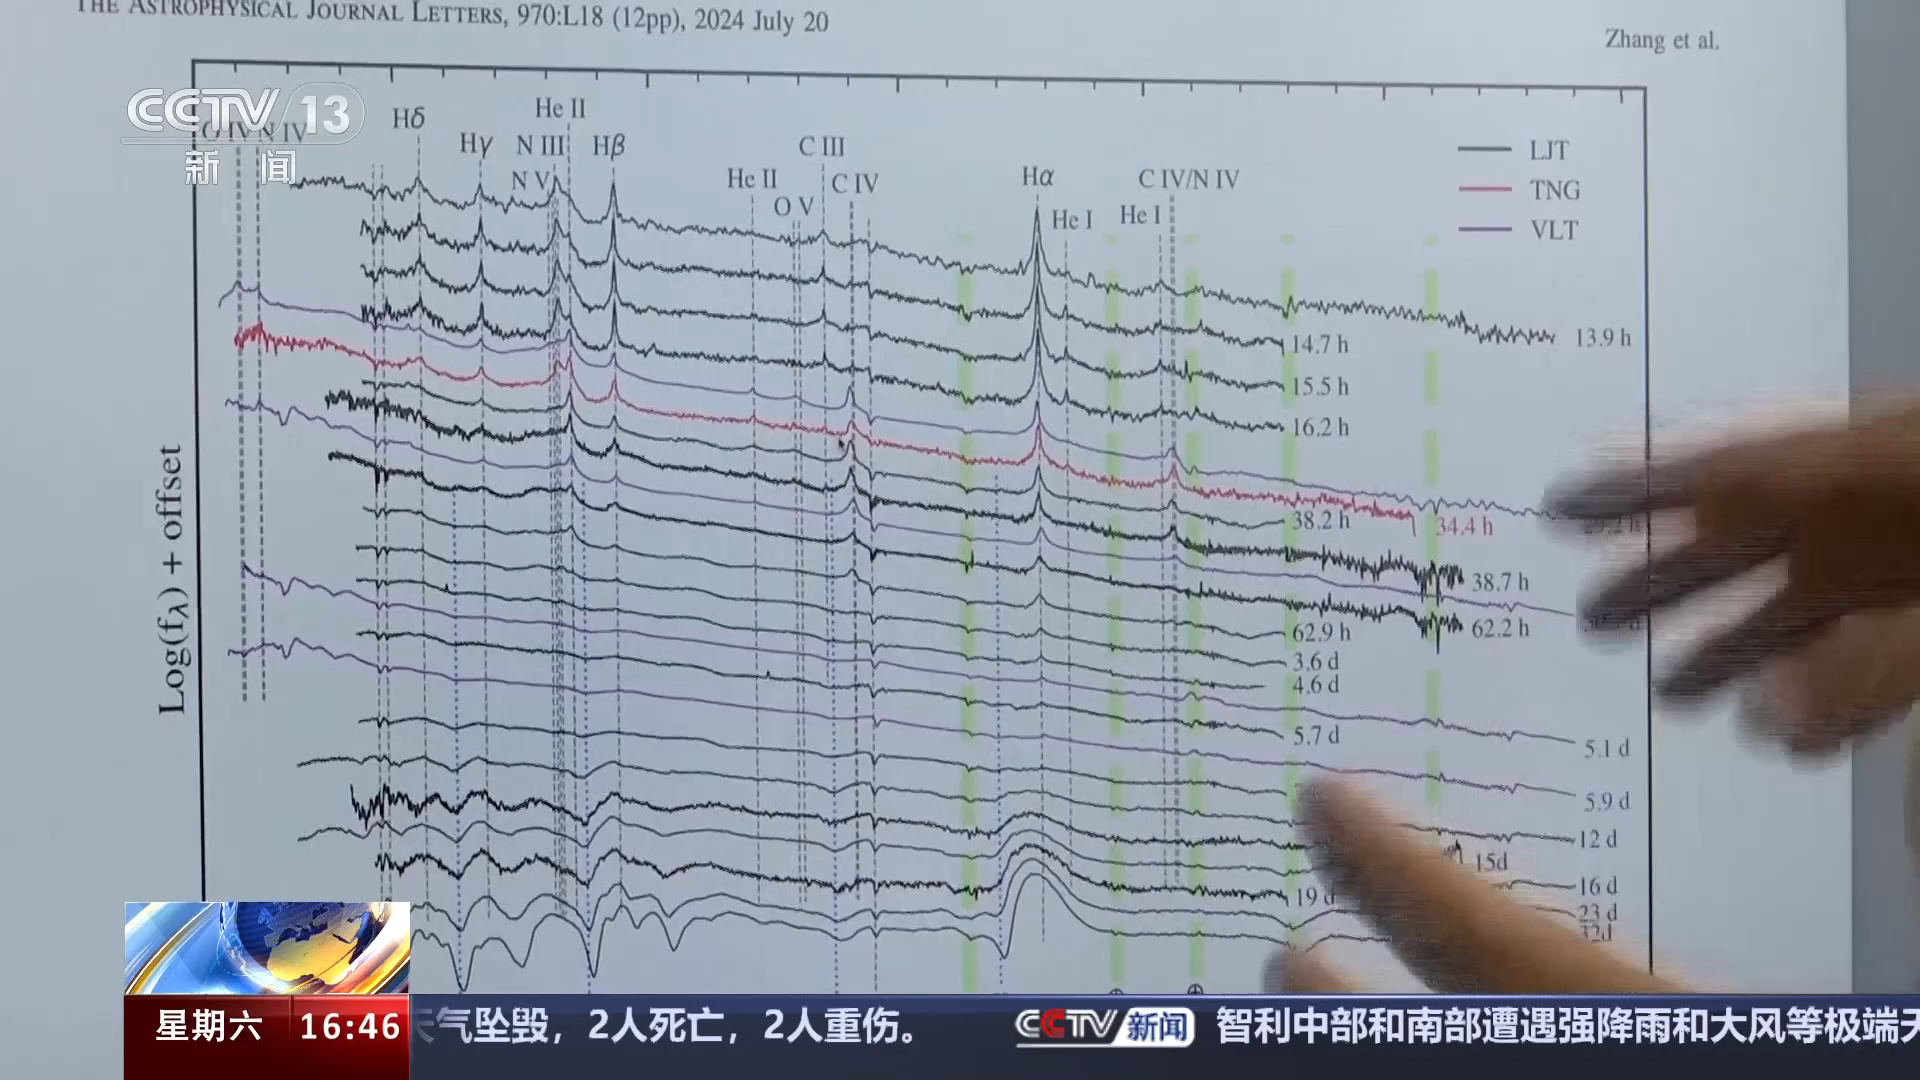 THE ASTROPHYSICAL JOURNAL LETTERS, 970:L18 (12pp), 2024 July 20
Zhang et al.
CCTV 13
新闻
O IV N IV
Hδ
He II
Hγ
N III
Hβ
N V
C III
He II
C IV
O V
Hα
He I
He I
C IV/N IV
LJT
TNG
VLT
13.9 h
14.7 h
15.5 h
16.2 h
38.2 h
34.4 h
38.7 h
62.9 h
62.2 h
3.6 d
4.6 d
5.7 d
5.1 d
5.9 d
12 d
15d
16 d
19 d
23 d
32d
Log(fλ) + offset
星期六 16:46
气坠毁，2人死亡，2人重伤。
CCTV 新闻
智利中部和南部遭遇强降雨和大风等极端天